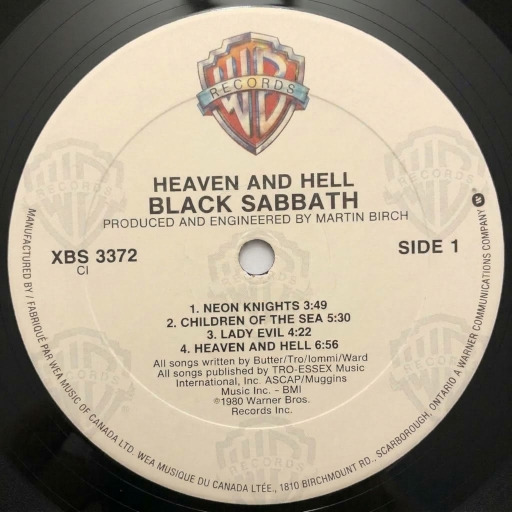 WB
RECORDS
HEAVEN AND HELL
BLACK SABBATH
PRODUCED AND ENGINEERED BY MARTIN BIRCH
XBS 3372
CI
SIDE 1
1. NEON KNIGHTS 3:49
2. CHILDREN OF THE SEA 5:30
3. LADY EVIL 4:22
4. HEAVEN AND HELL 6:56
All songs written by Butter/Tro/Iommi/Ward
All songs published by TRO-ESSEX Music
International, Inc. ASCAP/Muggins
Music Inc. - BMI
℗1980 Warner Bros.
Records Inc.
MANUFACTURED BY / FABRIQUÉ PAR WEA MUSIC OF CANADA LTD. WEA MUSIQUE DU CANADA LTÉE., 1810 BIRCHMOUNT RD., SCARBOROUGH, ONTARIO A WARNER COMMUNICATIONS COMPANY